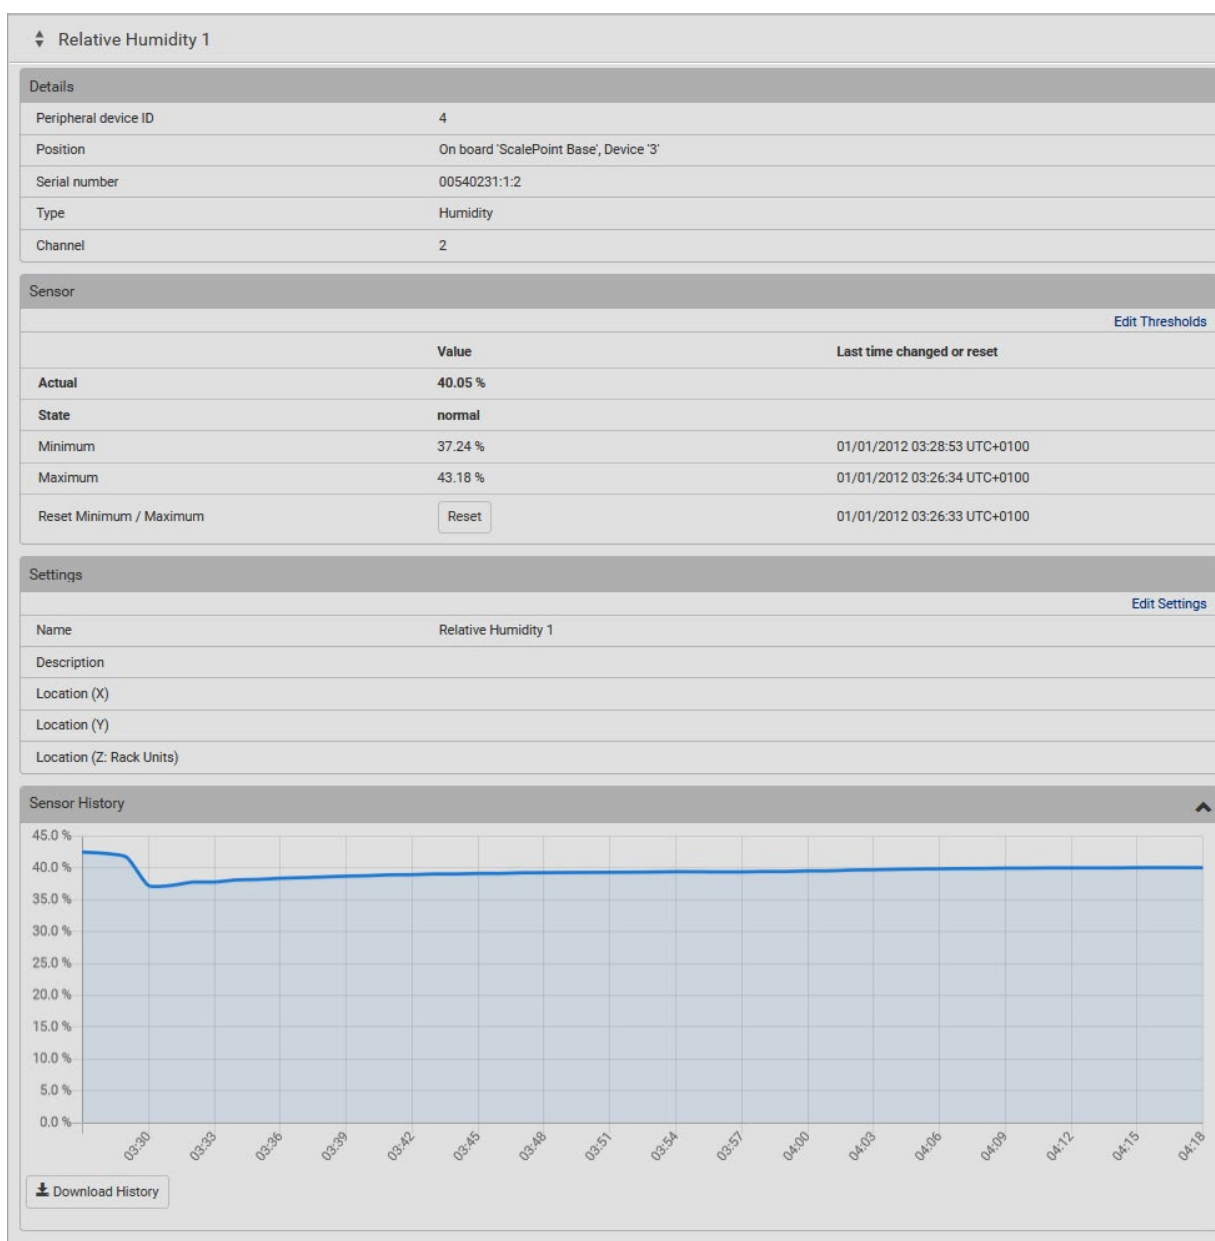 Relative Humidity 1
Details
Peripheral device ID 4
Position On board 'ScalePoint Base', Device '3'
Serial number 00540231:1:2
Type Humidity
Channel 2
Sensor
Edit Thresholds
Value Last time changed or reset
Actual 40.05 %
State normal
Minimum 37.24 % 01/01/2012 03:28:53 UTC+0100
Maximum 43.18 % 01/01/2012 03:26:34 UTC+0100
Reset Minimum / Maximum Reset 01/01/2012 03:26:33 UTC+0100
Settings
Edit Settings
Name Relative Humidity 1
Description
Location (X)
Location (Y)
Location (Z: Rack Units)
Sensor History
45.0 %
40.0 %
35.0 %
30.0 %
25.0 %
20.0 %
15.0 %
10.0 %
5.0 %
0.0 %
03:30 03:33 03:36 03:39 03:42 03:45 03:48 03:51 03:54 03:57 04:00 04:03 04:06 04:09 04:12 04:15 04:18
Download History